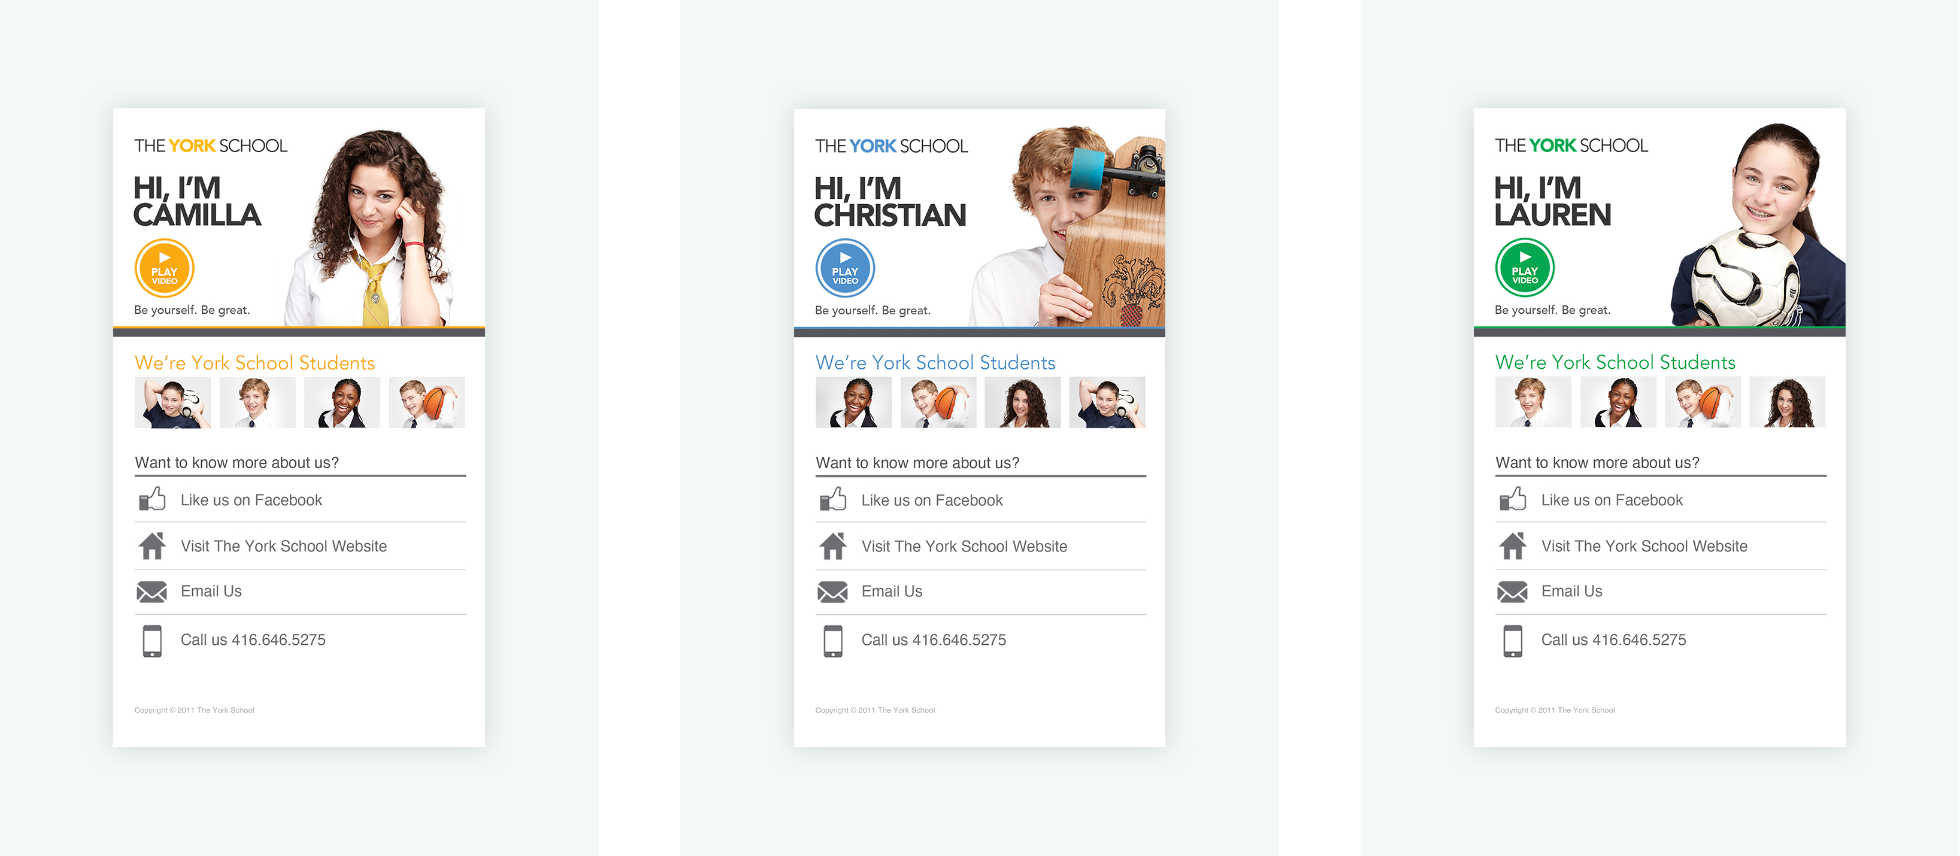 THE YORK SCHOOL
HI, I'M
CAMILLA
PLAY
VIDEO
Be yourself. Be great.
We're York School Students
Want to know more about us?
Like us on Facebook
Visit The York School Website
Email Us
Call us 416.646.5275
Copyright © 2011 The York School
THE YORK SCHOOL
HI, I'M
CHRISTIAN
PLAY
VIDEO
Be yourself. Be great.
We're York School Students
Want to know more about us?
Like us on Facebook
Visit The York School Website
Email Us
Call us 416.646.5275
Copyright © 2011 The York School
THE YORK SCHOOL
HI, I'M
LAUREN
PLAY
VIDEO
Be yourself. Be great.
We're York School Students
Want to know more about us?
Like us on Facebook
Visit The York School Website
Email Us
Call us 416.646.5275
Copyright © 2011 The York School